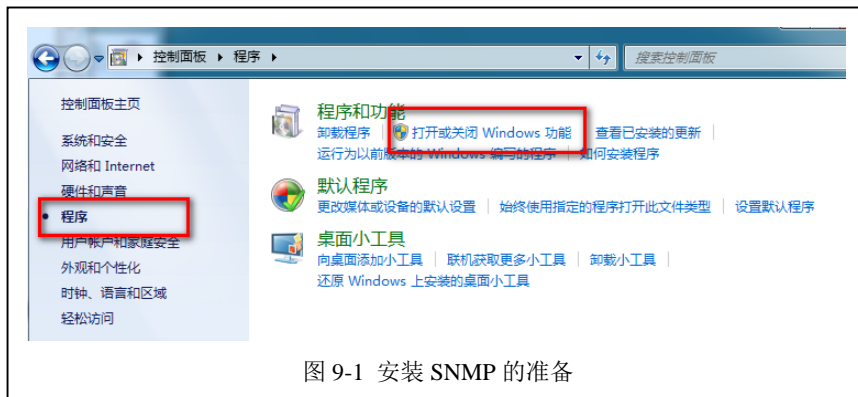 控制面板 ▸ 程序 ▸
搜索控制面板
控制面板主页
系统和安全
网络和 Internet
硬件和声音
程序
用户帐户和家庭安全
外观和个性化
时钟、语言和区域
轻松访问
程序和功能
卸载程序 | 打开或关闭 Windows 功能 | 查看已安装的更新 |
运行为以前版本的 Windows 编写的程序 | 如何安装程序
默认程序
更改媒体或设备的默认设置 | 始终使用指定的程序打开此文件类型 | 设置默认程序
桌面小工具
向桌面添加小工具 | 联机获取更多小工具 | 卸载小工具 |
还原 Windows 上安装的桌面小工具
图 9-1 安装 SNMP 的准备